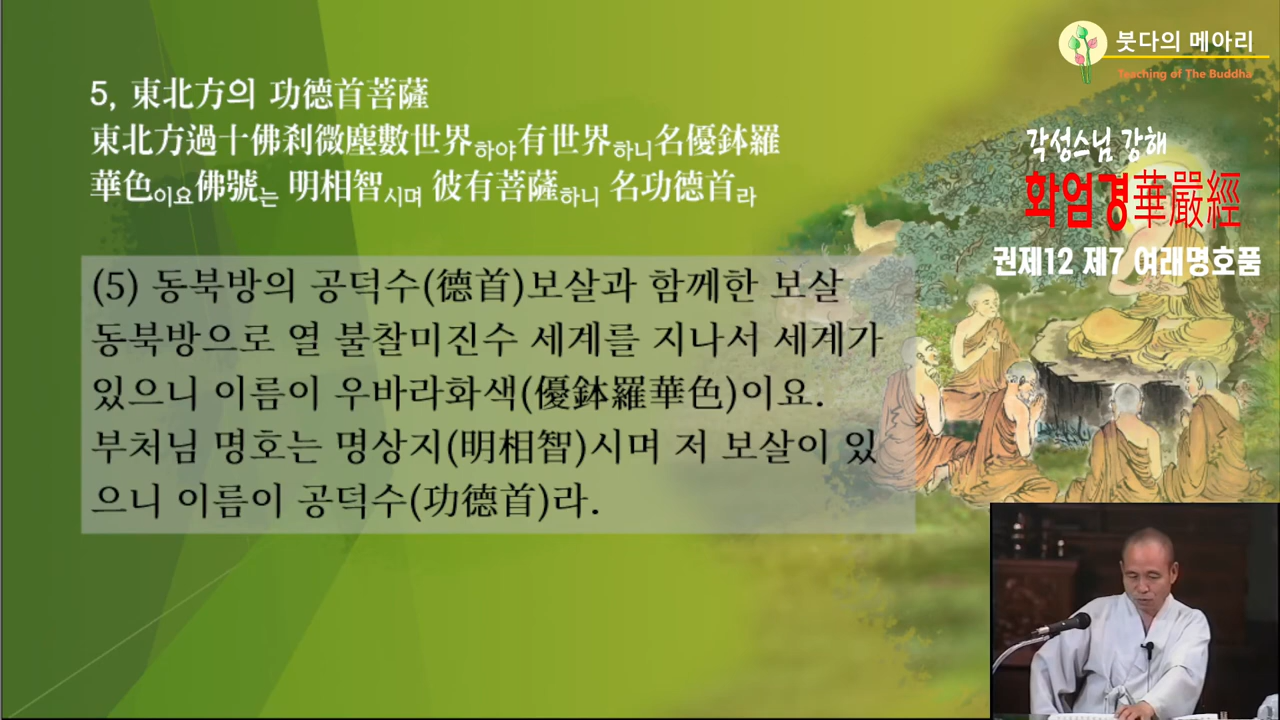 붓다의 메아리
Teaching of The Buddha
각성스님 강해
화엄경華嚴經
권제12 제7 여래명호품
5, 東北方의 功德首菩薩
東北方過十佛刹微塵數世界하야有世界하니名優鉢羅
華色이요佛號는 明相智시며 彼有菩薩하니 名功德首라
(5) 동북방의 공덕수(德首)보살과 함께한 보살
동북방으로 열 불찰미진수 세계를 지나서 세계가
있으니 이름이 우바라화색(優鉢羅華色)이요.
부처님 명호는 명상지(明相智)시며 저 보살이 있
으니 이름이 공덕수(功德首)라.